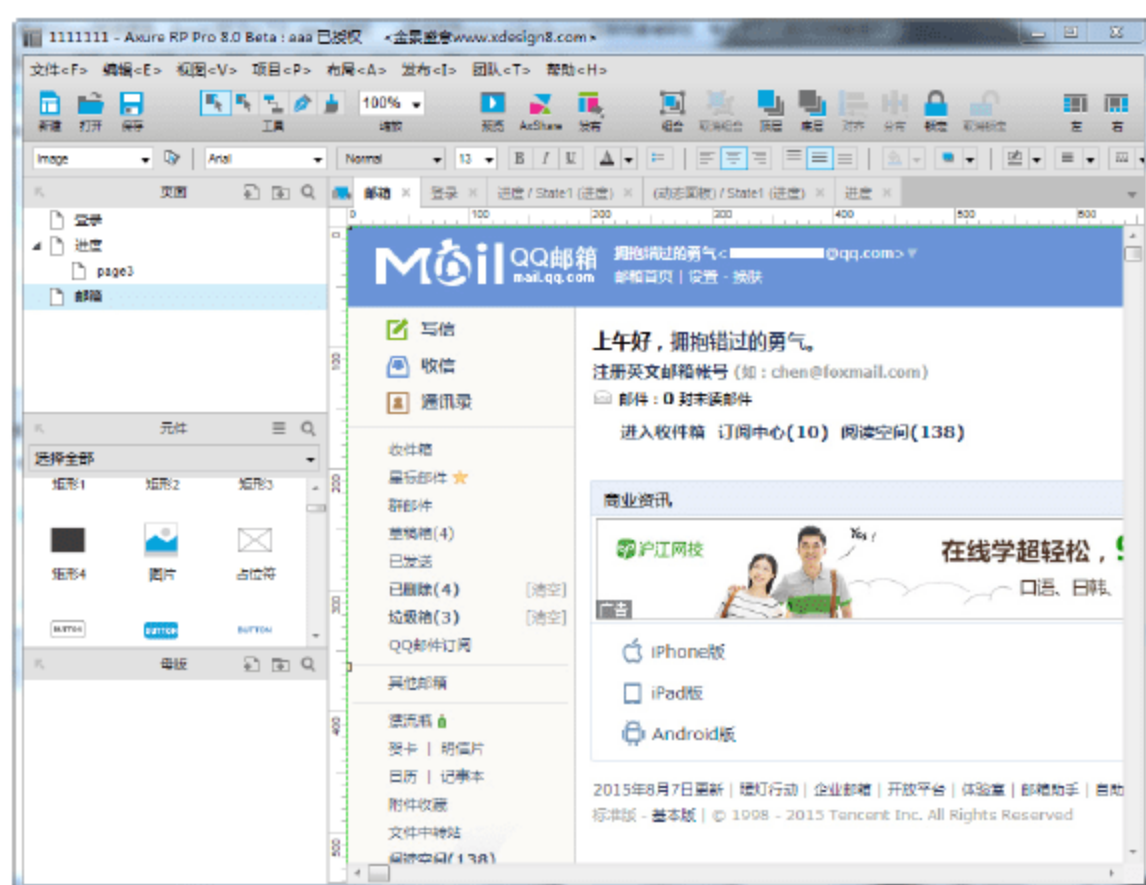 1111111 - Axure RP Pro 8.0 Beta : aaa 已授权 <金景盛意www.xdesign8.com>
文件<F> 编辑<E> 视图<V> 项目<P> 布局<A> 发布<I> 团队<T> 帮助<H>
100%
新建 打开 保存 工具 缩放 预览 AxShare 发布 组合 取消组合 顶层 底层 对齐 分布 锁定 取消锁定 左 右
Image Arial Normal 13 B I U A
页面
登录
进度
page3
邮箱
元件
选择全部
矩形1 矩形2 矩形3
矩形4 图片 占位符
BUTTON BUTTON BUTTON
母版
邮箱 登录 进度 / State1 (进度) (动态面板) / State1 (进度) 进度
0 100 200 300 400 500 600
0
100
200
300
400
500
Mail QQ邮箱
mail.qq.com
拥抱错过的勇气< @qq.com>
邮箱首页 | 设置 - 换肤
写信
收信
通讯录
收件箱
星标邮件
群邮件
草稿箱(4)
已发送
已删除(4) [清空]
垃圾箱(3) [清空]
QQ邮件订阅
其他邮箱
漂流瓶
贺卡 | 明信片
日历 | 记事本
附件收藏
文件中转站
阅读空间(138)
上午好，拥抱错过的勇气。
注册英文邮箱帐号 (如：chen@foxmail.com)
邮件：0 封未读邮件
进入收件箱 订阅中心(10) 阅读空间(138)
商业资讯
沪江网校
Yes!
在线学超轻松，9
口语、日韩、
广告
iPhone版
iPad版
Android版
2015年8月7日更新 | 暖灯行动 | 企业邮箱 | 开放平台 | 体验室 | 邮箱助手 | 自助
标准版 - 基本版 | © 1998 - 2015 Tencent Inc. All Rights Reserved